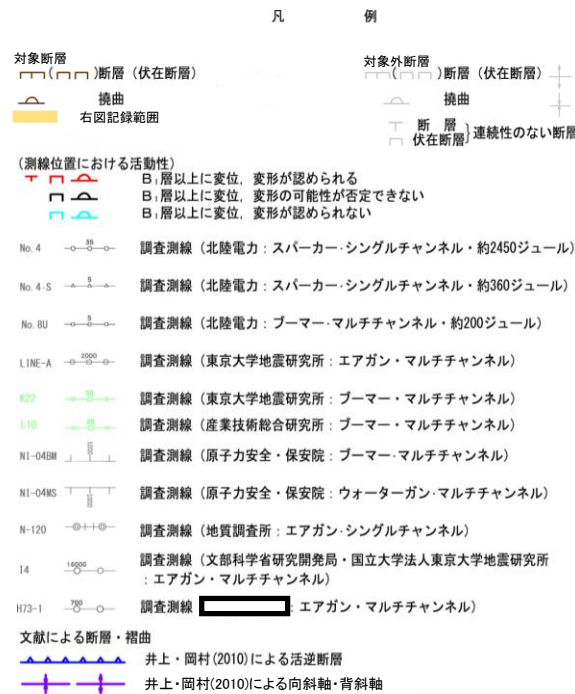 凡 例
対象断層
断層（伏在断層）
撓曲
右図記録範囲
対象外断層
断層（伏在断層）
撓曲
断 層
伏在断層
連続性のない断層
(測線位置における活動性)
B1層以上に変位，変形が認められる
B1層以上に変位，変形の可能性が否定できない
B1層以上に変位，変形が認められない
No.4 35 調査測線（北陸電力：スパーカー・シングルチャンネル・約2450ジュール）
No.4-S 5 調査測線（北陸電力：スパーカー・シングルチャンネル・約360ジュール）
No.8U 5 調査測線（北陸電力：ブーマー・マルチチャンネル・約200ジュール）
LINE-A 2000 調査測線（東京大学地震研究所：エアガン・マルチチャンネル）
K22 調査測線（東京大学地震研究所：ブーマー・マルチチャンネル）
L10 調査測線（産業技術総合研究所：ブーマー・マルチチャンネル）
NI-04BM 1000 調査測線（原子力安全・保安院：ブーマー・マルチチャンネル）
NI-04MS 1000 調査測線（原子力安全・保安院：ウォーターガン・マルチチャンネル）
N-120 調査測線（地質調査所：エアガン・シングルチャンネル）
I4 16000 調査測線（文部科学省研究開発局・国立大学法人東京大学地震研究所
：エアガン・マルチチャンネル）
H73-1 700 調査測線 ：エアガン・マルチチャンネル）
文献による断層・褶曲
井上・岡村(2010)による活逆断層
井上・岡村(2010)による向斜軸・背斜軸